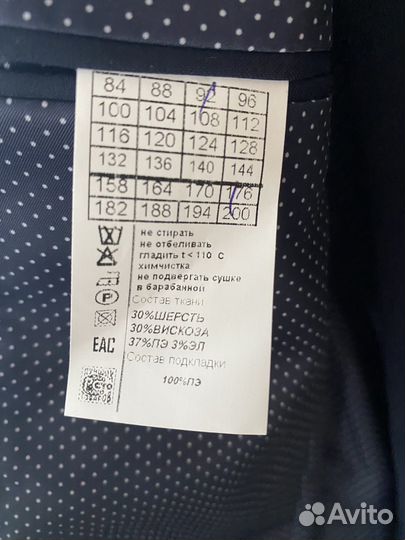 84 88 92 96
100 104 108 112
116 120 124 128
132 136 140 144
158 164 170 176
182 188 194 200
не стирать
не отбеливать
гладить t < 110 С
химчистка
не подвергать сушке
в барабанной
Состав ткани
30%ШЕРСТЬ
30%ВИСКОЗА
37%ПЭ 3%ЭЛ
Состав подкладки
100%ПЭ
P
EAC
РСТ
Avito